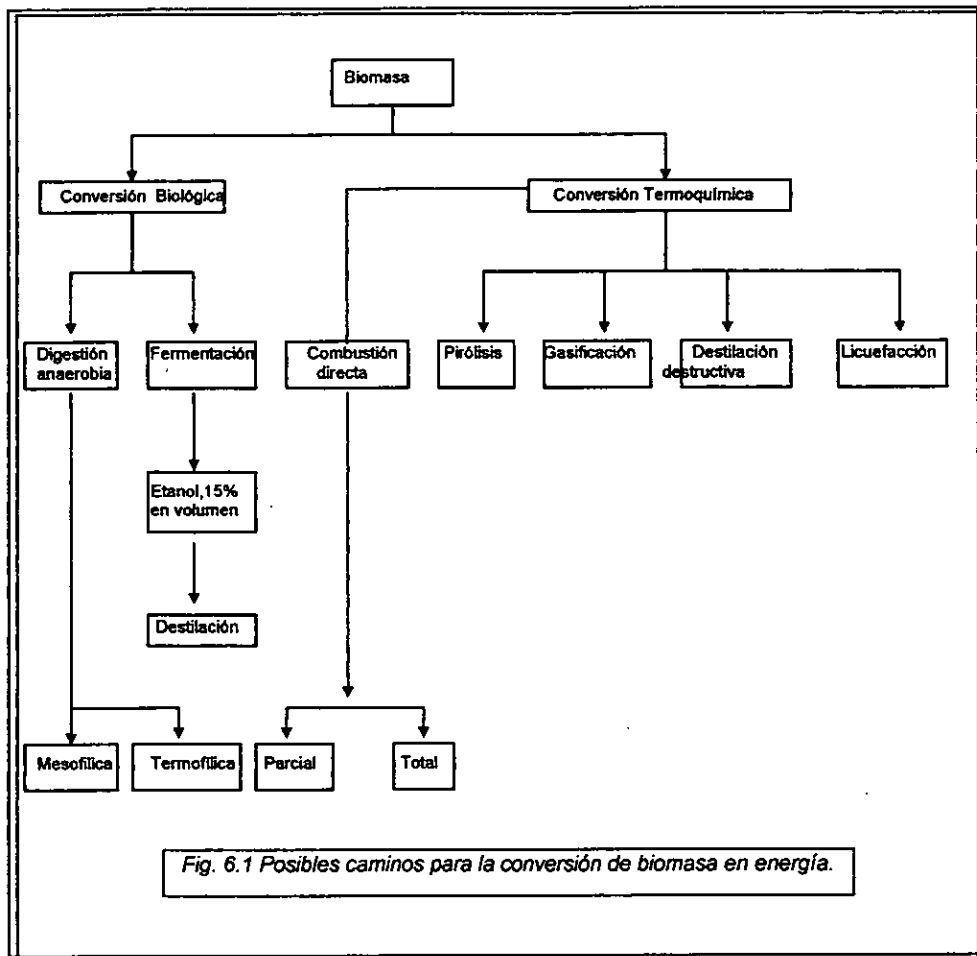 Biomasa
Conversión Biológica
Conversión Termoquímica
Digestión
anaerobia
Fermentación
Combustión
directa
Pirólisis
Gasificación
Destilación
destructiva
Licuefacción
Etanol,15%
en volumen
Destilación
Mesofílica
Termofílica
Parcial
Total
Fig. 6.1 Posibles caminos para la conversión de biomasa en energía.